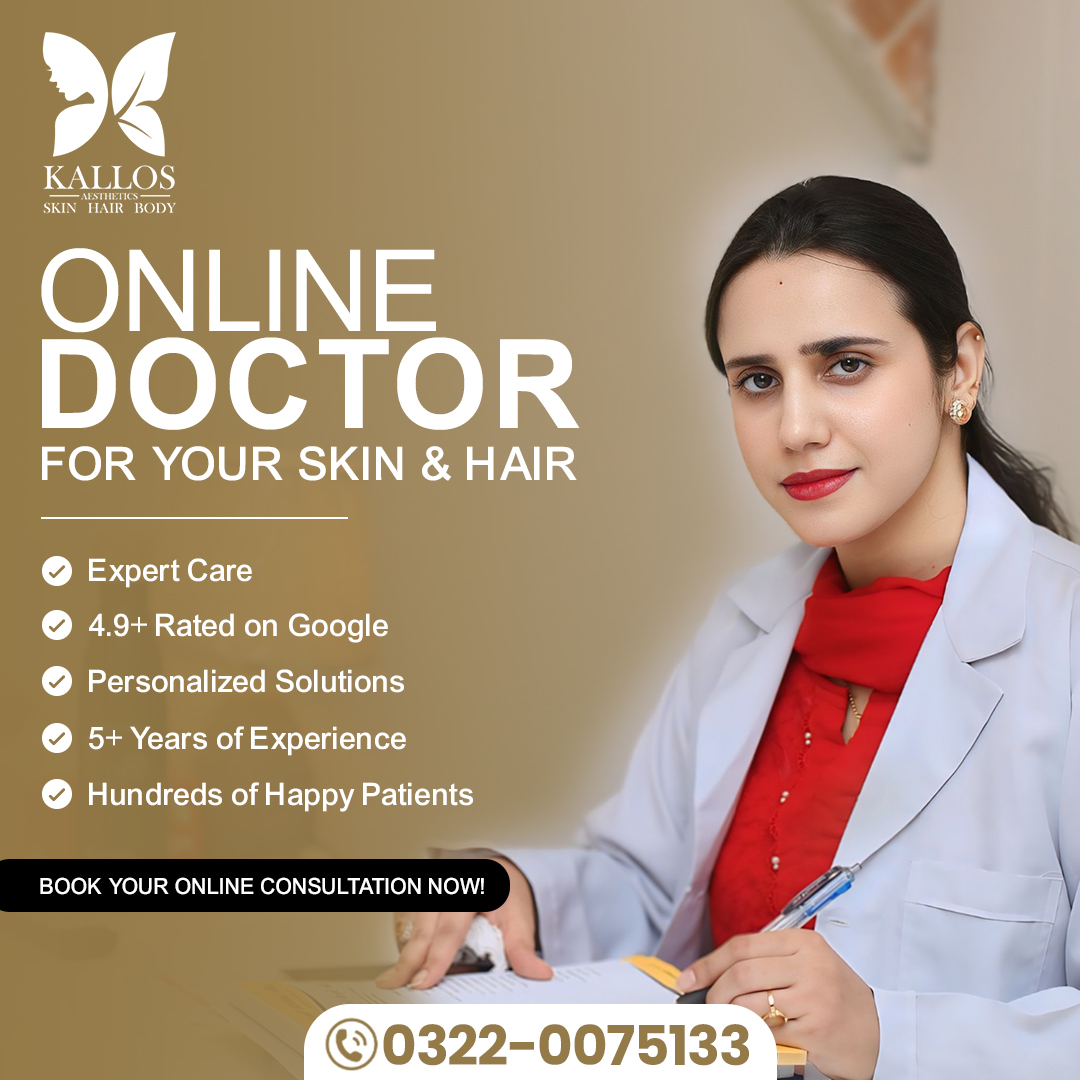 KALLOS
AESTHETICS
SKIN HAIR BODY
ONLINE
DOCTOR
FOR YOUR SKIN & HAIR
Expert Care
4.9+ Rated on Google
Personalized Solutions
5+ Years of Experience
Hundreds of Happy Patients
BOOK YOUR ONLINE CONSULTATION NOW!
0322-0075133